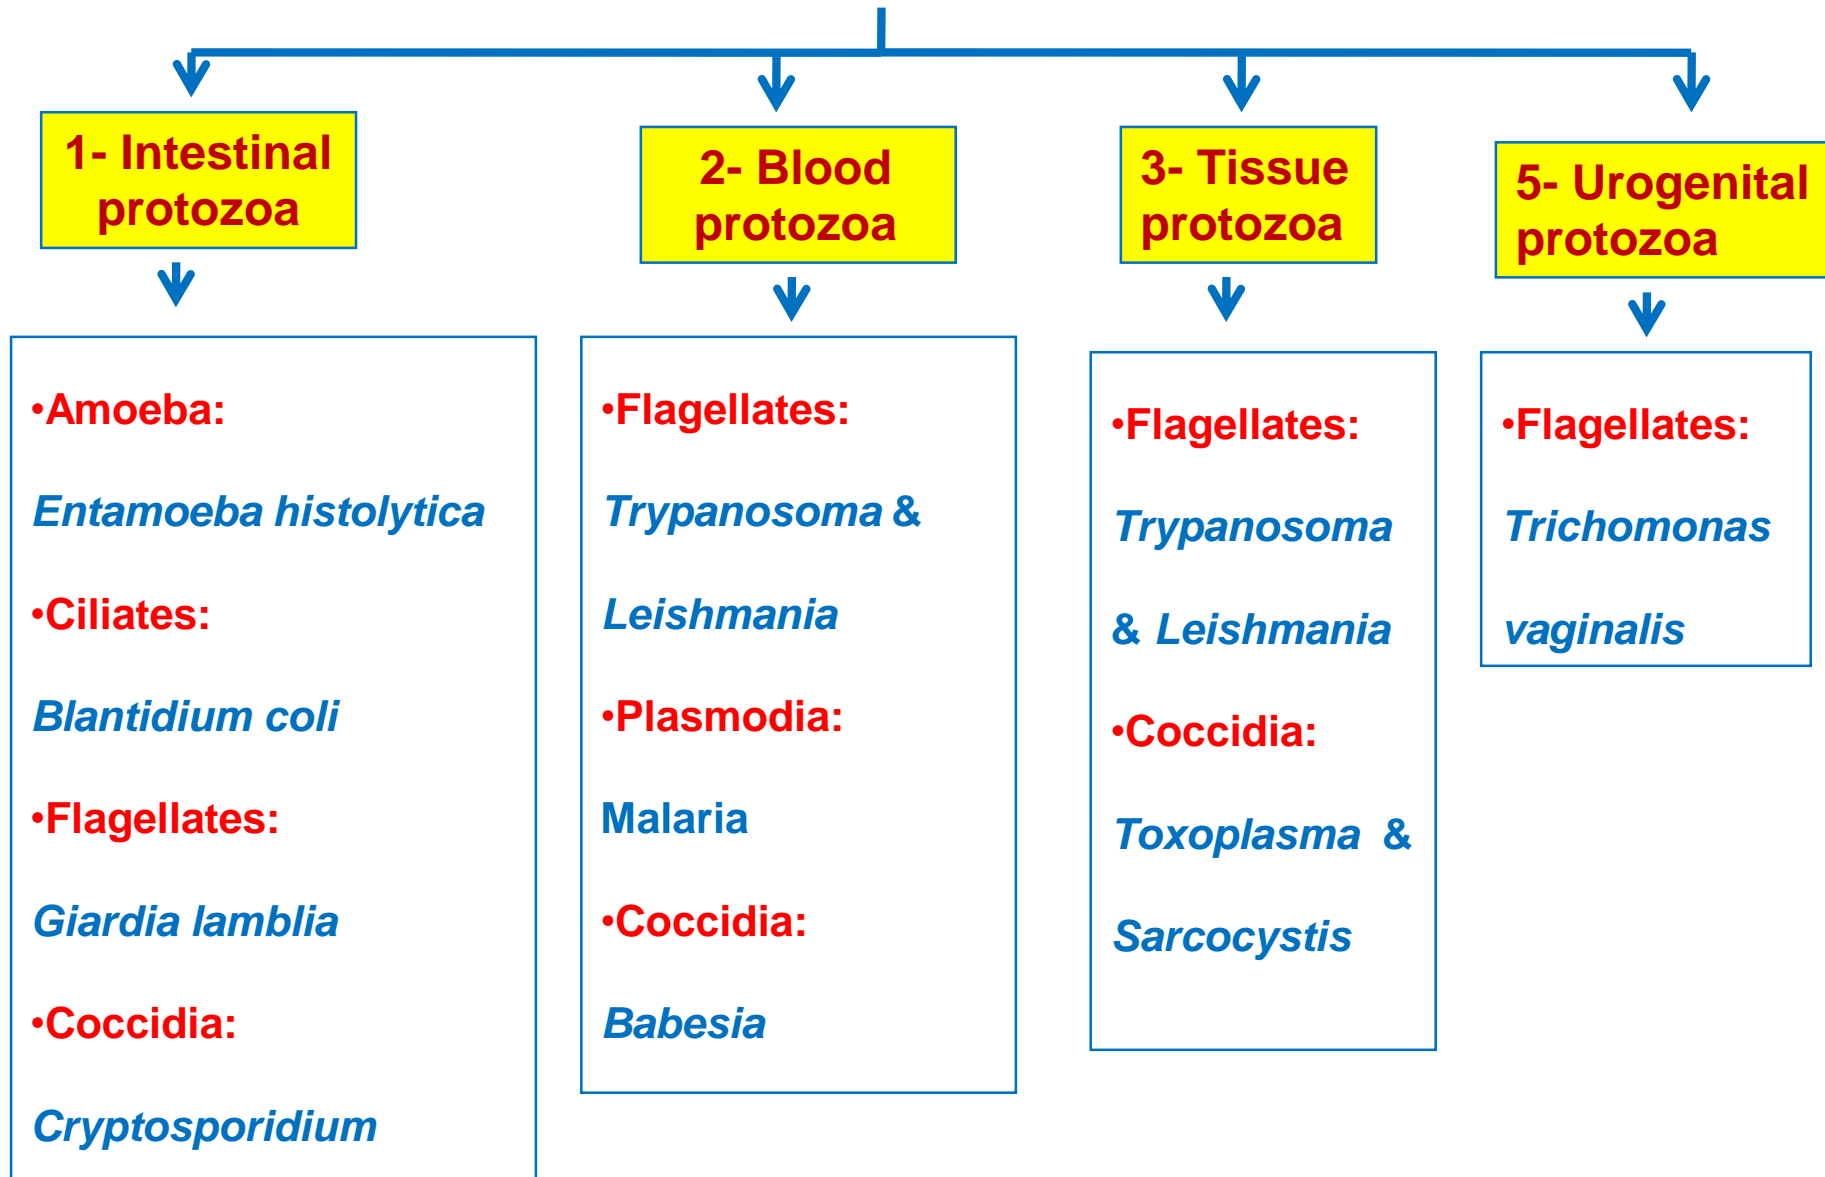 1- Intestinal
protozoa
2- Blood
protozoa
3- Tissue
protozoa
5- Urogenital
protozoa
•Amoeba:
Entamoeba histolytica
•Ciliates:
Blantidium coli
•Flagellates:
Giardia lamblia
•Coccidia:
Cryptosporidium
•Flagellates:
Trypanosoma &
Leishmania
•Plasmodia:
Malaria
•Coccidia:
Babesia
•Flagellates:
Trypanosoma
& Leishmania
•Coccidia:
Toxoplasma &
Sarcocystis
•Flagellates:
Trichomonas
vaginalis